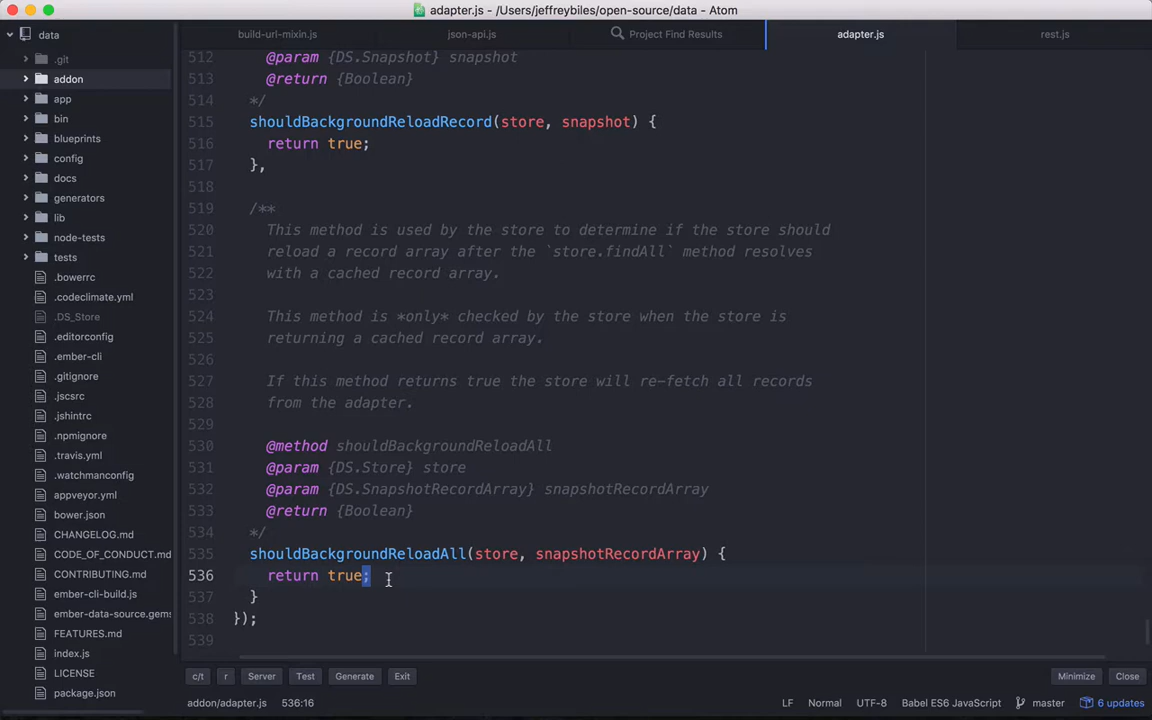 adapter.js - /Users/jeffreybiles/open-source/data - Atom
data
.git
addon
app
bin
blueprints
config
docs
generators
lib
node-tests
tests
.bowerrc
.codeclimate.yml
.DS_Store
.editorconfig
.ember-cli
.gitignore
.jscsrc
.jshintrc
.npmignore
.travis.yml
.watchmanconfig
appveyor.yml
bower.json
CHANGELOG.md
CODE_OF_CONDUCT.md
CONTRIBUTING.md
ember-cli-build.js
ember-data-source.gems
FEATURES.md
index.js
LICENSE
package.json
build-url-mixin.js
json-api.js
Project Find Results
adapter.js
rest.js
512 @param {DS.Snapshot} snapshot
513 @return {Boolean}
514 */
515 shouldBackgroundReloadRecord(store, snapshot) {
516 return true;
517 },
518
519 /**
520 This method is used by the store to determine if the store should
521 reload a record array after the `store.findAll` method resolves
522 with a cached record array.
523
524 This method is *only* checked by the store when the store is
525 returning a cached record array.
526
527 If this method returns true the store will re-fetch all records
528 from the adapter.
529
530 @method shouldBackgroundReloadAll
531 @param {DS.Store} store
532 @param {DS.SnapshotRecordArray} snapshotRecordArray
533 @return {Boolean}
534 */
535 shouldBackgroundReloadAll(store, snapshotRecordArray) {
536 return true;
537 }
538 });
539
c/t r Server Test Generate Exit Minimize Close
addon/adapter.js 536:16 LF Normal UTF-8 Babel ES6 JavaScript master 6 updates